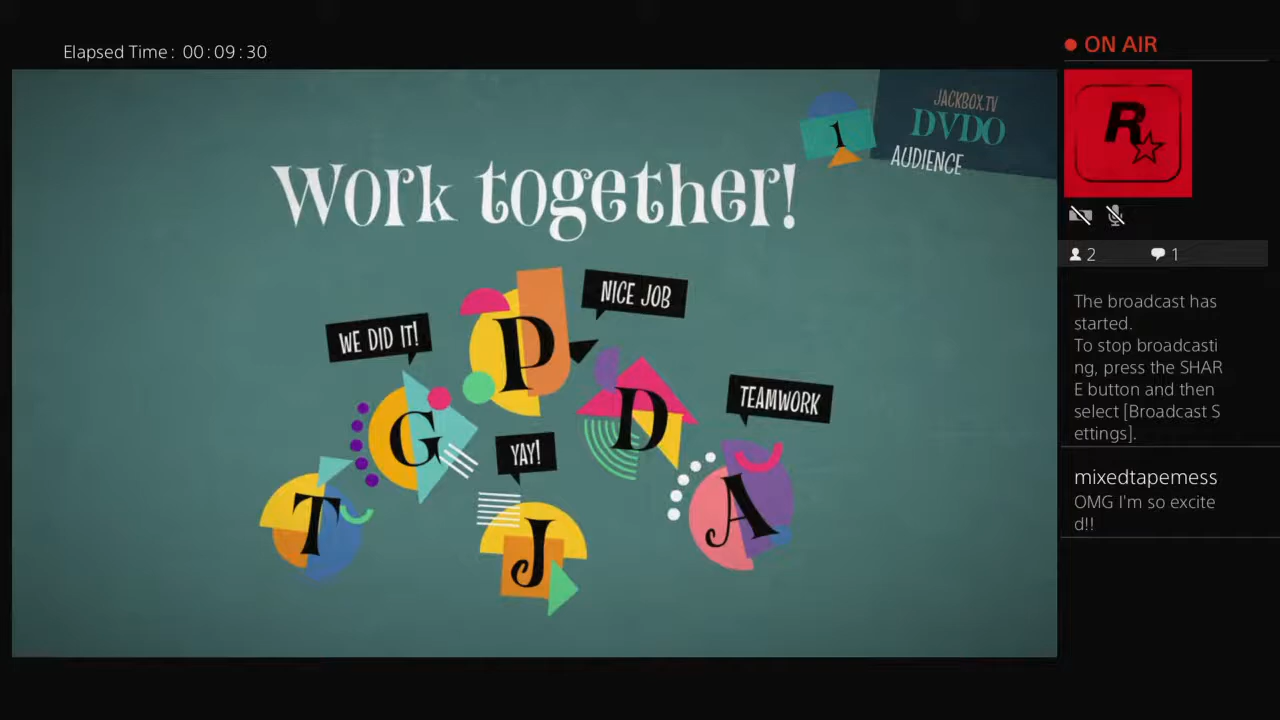 Elapsed Time: 00:09:30
ON AIR
JACKBOX.TV
DVDO
AUDIENCE
1
R
Work together!
2
1
NICE JOB
WE DID IT!
P
The broadcast has
started.
To stop broadcasti
ng, press the SHAR
E button and then
select [Broadcast S
ettings].
D
TEAMWORK
G
YAY!
mixedtapemess
OMG I'm so excite
d!!
T
J
A